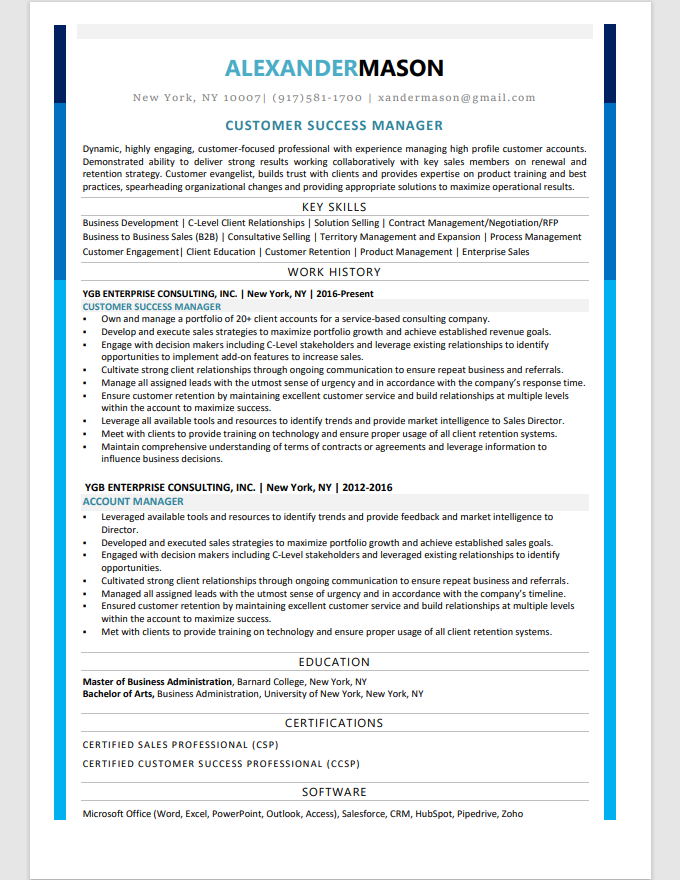 ALEXANDERMASON
New York, NY 10007| (917)581-1700 | xandermason@gmail.com
CUSTOMER SUCCESS MANAGER
Dynamic, highly engaging, customer-focused professional with experience managing high profile customer accounts.
Demonstrated ability to deliver strong results working collaboratively with key sales members on renewal and
retention strategy. Customer evangelist, builds trust with clients and provides expertise on product training and best
practices, spearheading organizational changes and providing appropriate solutions to maximize operational results.
KEY SKILLS
Business Development | C-Level Client Relationships | Solution Selling | Contract Management/Negotiation/RFP
Business to Business Sales (B2B) | Consultative Selling | Territory Management and Expansion | Process Management
Customer Engagement| Client Education | Customer Retention | Product Management | Enterprise Sales
WORK HISTORY
YGB ENTERPRISE CONSULTING, INC. | New York, NY | 2016-Present
CUSTOMER SUCCESS MANAGER
▪ Own and manage a portfolio of 20+ client accounts for a service-based consulting company.
▪ Develop and execute sales strategies to maximize portfolio growth and achieve established revenue goals.
▪ Engage with decision makers including C-Level stakeholders and leverage existing relationships to identify
opportunities to implement add-on features to increase sales.
▪ Cultivate strong client relationships through ongoing communication to ensure repeat business and referrals.
▪ Manage all assigned leads with the utmost sense of urgency and in accordance with the company’s response time.
▪ Ensure customer retention by maintaining excellent customer service and build relationships at multiple levels
within the account to maximize success.
▪ Leverage all available tools and resources to identify trends and provide market intelligence to Sales Director.
▪ Meet with clients to provide training on technology and ensure proper usage of all client retention systems.
▪ Maintain comprehensive understanding of terms of contracts or agreements and leverage information to
influence business decisions.
YGB ENTERPRISE CONSULTING, INC. | New York, NY | 2012-2016
ACCOUNT MANAGER
▪ Leveraged available tools and resources to identify trends and provide feedback and market intelligence to
Director.
▪ Developed and executed sales strategies to maximize portfolio growth and achieve established sales goals.
▪ Engaged with decision makers including C-Level stakeholders and leveraged existing relationships to identify
opportunities.
▪ Cultivated strong client relationships through ongoing communication to ensure repeat business and referrals.
▪ Managed all assigned leads with the utmost sense of urgency and in accordance with the company’s timeline.
▪ Ensured customer retention by maintaining excellent customer service and build relationships at multiple levels
within the account to maximize success.
▪ Met with clients to provide training on technology and ensure proper usage of all client retention systems.
EDUCATION
Master of Business Administration, Barnard College, New York, NY
Bachelor of Arts, Business Administration, University of New York, New York, NY
CERTIFICATIONS
CERTIFIED SALES PROFESSIONAL (CSP)
CERTIFIED CUSTOMER SUCCESS PROFESSIONAL (CCSP)
SOFTWARE
Microsoft Office (Word, Excel, PowerPoint, Outlook, Access), Salesforce, CRM, HubSpot, Pipedrive, Zoho